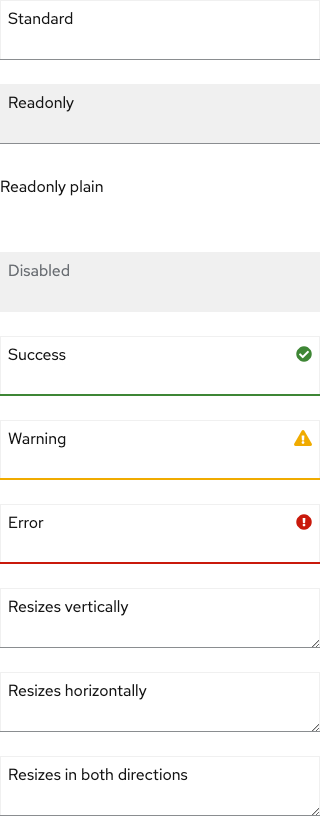 Standard
Readonly
Readonly plain
Disabled
Success
Warning
Error
Resizes vertically
Resizes horizontally
Resizes in both directions